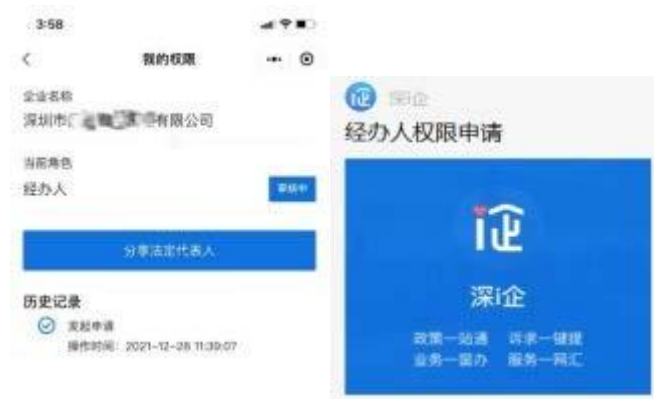 3:58
我的权限
企业名称
深圳市 有限公司
当前角色
经办人
审核中
分享法定代表人
历史记录
发起申请
操作时间: 2021-12-28 11:39:07
深i企
经办人权限申请
深i企
政策一站通 诉求一键提
业务一窗办 服务一网汇